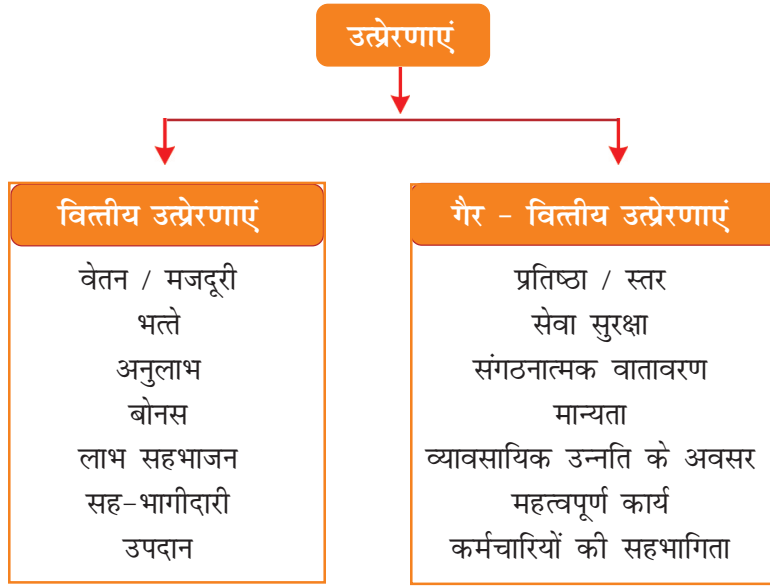 उत्प्रेरणाएं
वित्तीय उत्प्रेरणाएं
वेतन / मजदूरी
भत्ते
अनुलाभ
बोनस
लाभ सहभाजन
सह-भागीदारी
उपदान
गैर - वित्तीय उत्प्रेरणाएं
प्रतिष्ठा / स्तर
सेवा सुरक्षा
संगठनात्मक वातावरण
मान्यता
व्यावसायिक उन्नति के अवसर
महत्वपूर्ण कार्य
कर्मचारियों की सहभागिता